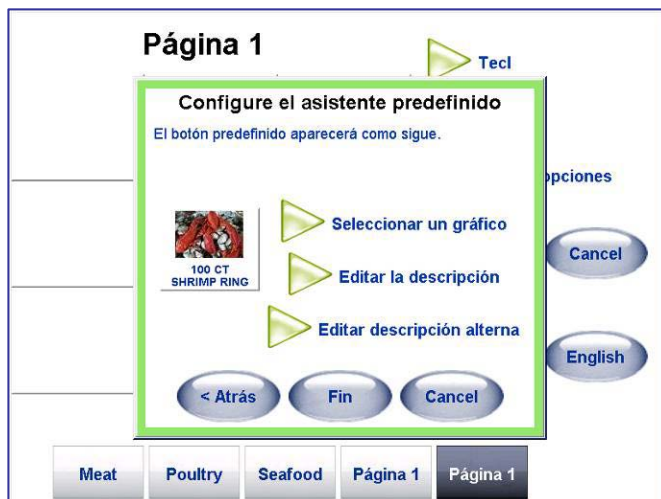 Página 1
Tecl
Configure el asistente predefinido
El botón predefinido aparecerá como sigue.
opciones
Seleccionar un gráfico
100 CT
SHRIMP RING
Cancel
Editar la descripción
Editar descripción alterna
English
< Atrás
Fin
Cancel
Meat
Poultry
Seafood
Página 1
Página 1